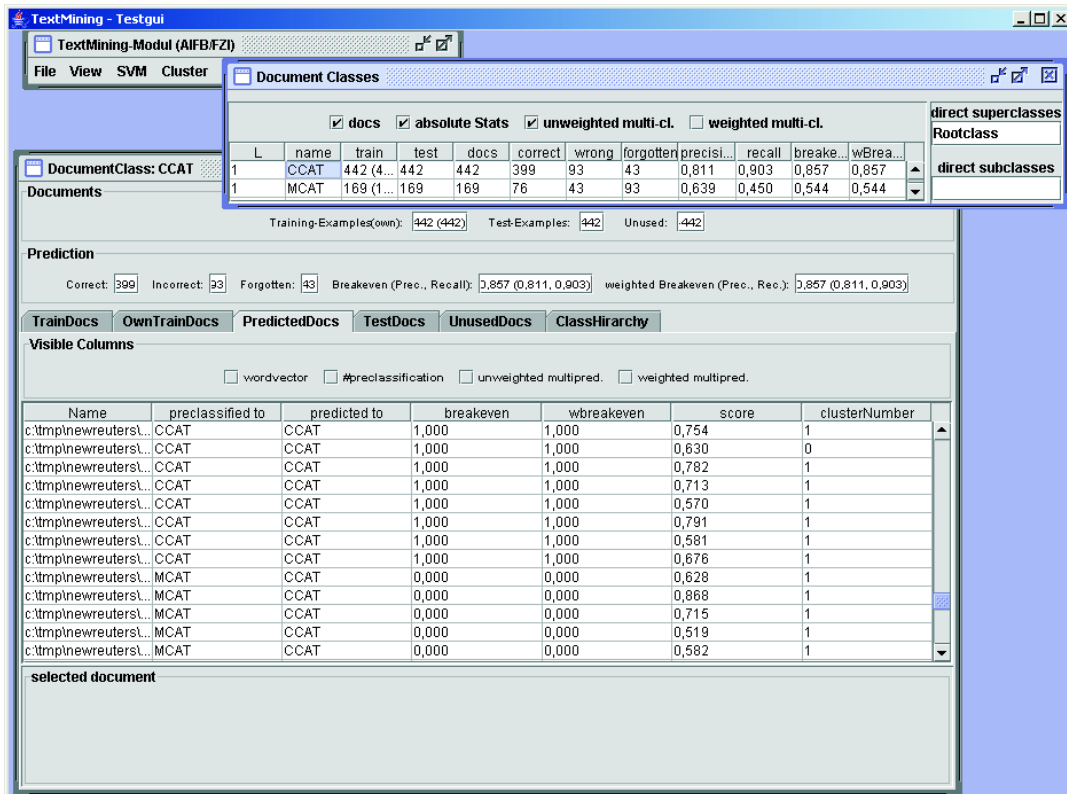 TextMining - Testgui
TextMining-Modul (AIFB/FZI)
File View SVM Cluster
Document Classes
docs absolute Stats unweighted multi-cl. weighted multi-cl.
direct superclasses
Rootclass
direct subclasses
L name train test docs correct wrong forgotten precisi... recall breake... wBrea...
1 CCAT 442 (4... 442 442 399 93 43 0,811 0,903 0,857 0,857
1 MCAT 169 (1... 169 169 76 43 93 0,639 0,450 0,544 0,544
DocumentClass: CCAT
Documents
Training-Examples(own): 442 (442) Test-Examples: 442 Unused: -442
Prediction
Correct: 399 Incorrect: 93 Forgotten: 43 Breakeven (Prec., Recall): 0,857 (0,811, 0,903) weighted Breakeven (Prec., Rec.): 0,857 (0,811, 0,903)
TrainDocs OwnTrainDocs PredictedDocs TestDocs UnusedDocs ClassHirarchy
Visible Columns
wordvector #preclassification unweighted multipred. weighted multipred.
Name preclassified to predicted to breakeven wbreakeven score clusterNumber
c:\tmp\newreuters\... CCAT CCAT 1,000 1,000 0,754 1
c:\tmp\newreuters\... CCAT CCAT 1,000 1,000 0,630 0
c:\tmp\newreuters\... CCAT CCAT 1,000 1,000 0,782 1
c:\tmp\newreuters\... CCAT CCAT 1,000 1,000 0,713 1
c:\tmp\newreuters\... CCAT CCAT 1,000 1,000 0,570 1
c:\tmp\newreuters\... CCAT CCAT 1,000 1,000 0,791 1
c:\tmp\newreuters\... CCAT CCAT 1,000 1,000 0,581 1
c:\tmp\newreuters\... CCAT CCAT 1,000 1,000 0,676 1
c:\tmp\newreuters\... MCAT CCAT 0,000 0,000 0,628 1
c:\tmp\newreuters\... MCAT CCAT 0,000 0,000 0,868 1
c:\tmp\newreuters\... MCAT CCAT 0,000 0,000 0,715 1
c:\tmp\newreuters\... MCAT CCAT 0,000 0,000 0,519 1
c:\tmp\newreuters\... MCAT CCAT 0,000 0,000 0,582 1
selected document